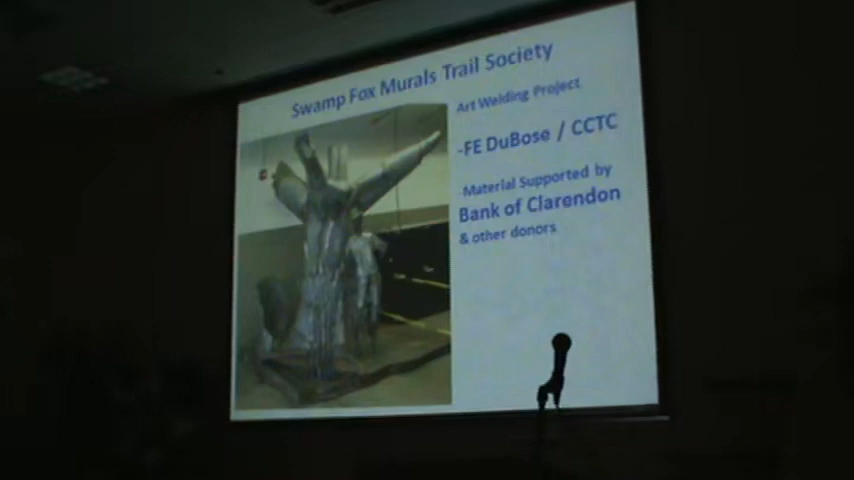 Swamp Fox Murals Trail Society
Art Welding Project
-FE DuBose / CCTC
Material Supported by
Bank of Clarendon
& other donors